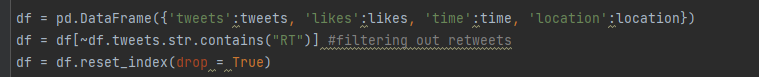 df = pd.DataFrame({'tweets':tweets, 'likes':likes, 'time':time, 'location':location})
df = df[~df.tweets.str.contains("RT")] #filtering out retweets
df = df.reset_index(drop = True)